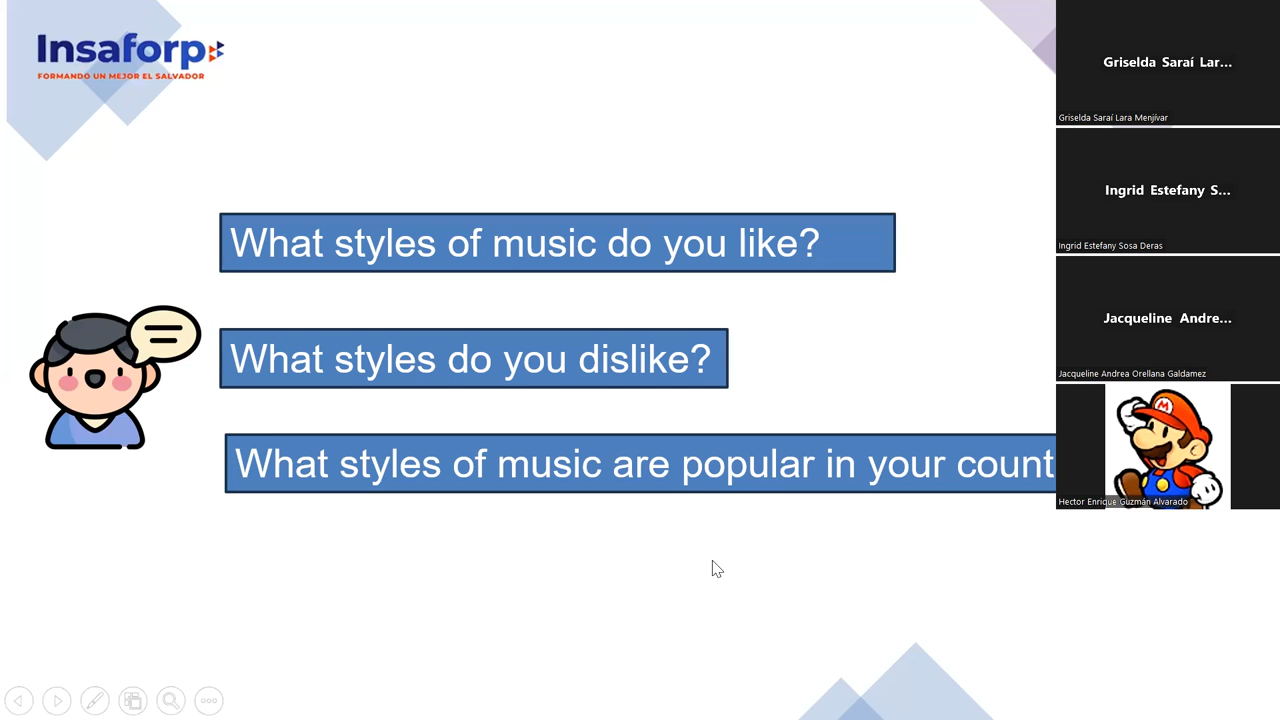 Insaforp
FORMANDO UN MEJOR EL SALVADOR
What styles of music do you like?
What styles do you dislike?
What styles of music are popular in your count
Griselda Saraí Lar...
Griselda Saraí Lara Menjívar
Ingrid Estefany S...
Ingrid Estefany Sosa Deras
Jacqueline Andre...
Jacqueline Andrea Orellana Galdamez
M
Hector Enrique Guzmán Alvarado